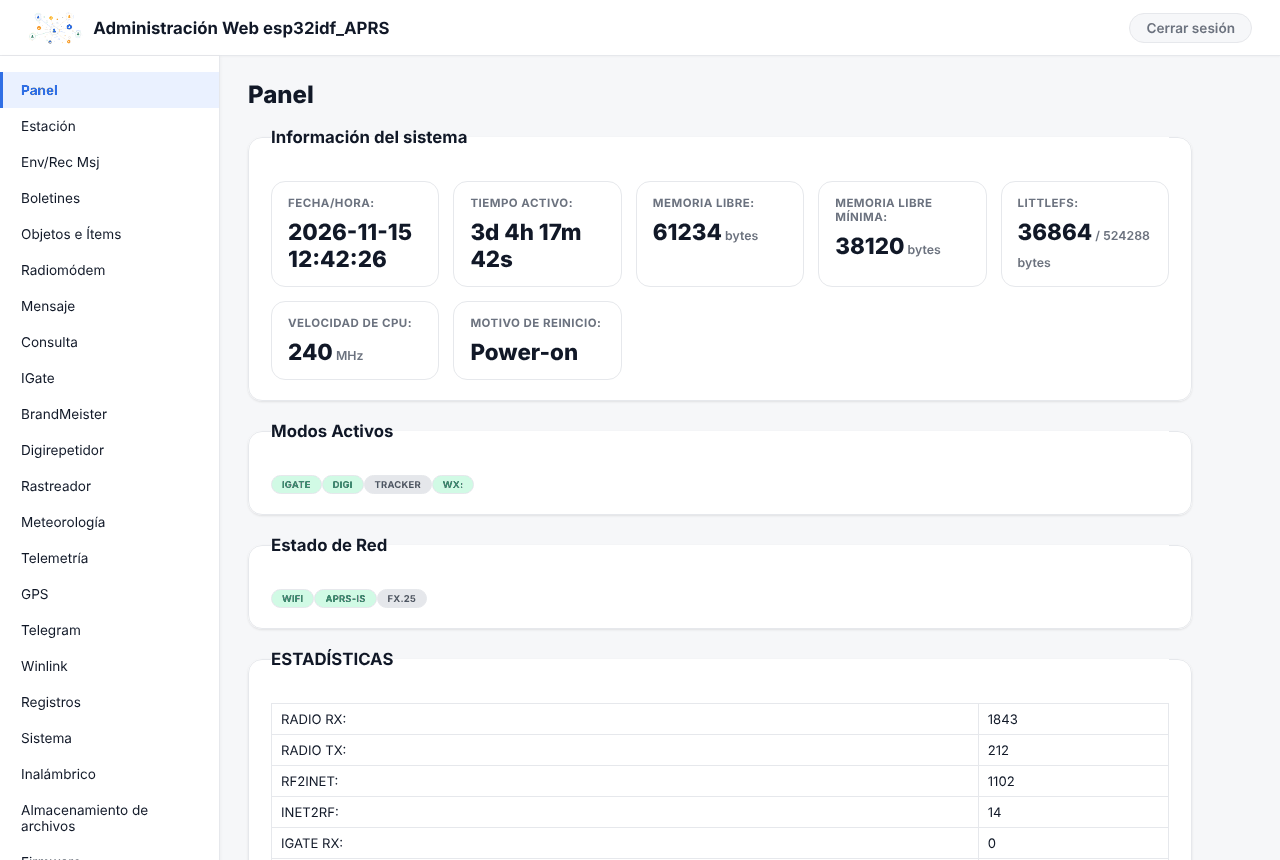 Administración Web esp32idf_APRS
Cerrar sesión
Panel
Estación
Env/Rec Msj
Boletines
Objetos e Ítems
Radiomódem
Mensaje
Consulta
IGate
BrandMeister
Digirepetidor
Rastreador
Meteorología
Telemetría
GPS
Telegram
Winlink
Registros
Sistema
Inalámbrico
Almacenamiento de
archivos
Panel
Información del sistema
FECHA/HORA:
2026-11-15
12:42:26
TIEMPO ACTIVO:
3d 4h 17m
42s
MEMORIA LIBRE:
61234 bytes
MEMORIA LIBRE
MÍNIMA:
38120 bytes
LITTLEFS:
36864 / 524288
bytes
VELOCIDAD DE CPU:
240 MHz
MOTIVO DE REINICIO:
Power-on
Modos Activos
IGATE DIGI TRACKER WX:
Estado de Red
WIFI APRS-IS FX.25
ESTADÍSTICAS
RADIO RX: 1843
RADIO TX: 212
RF2INET: 1102
INET2RF: 14
IGATE RX: 0